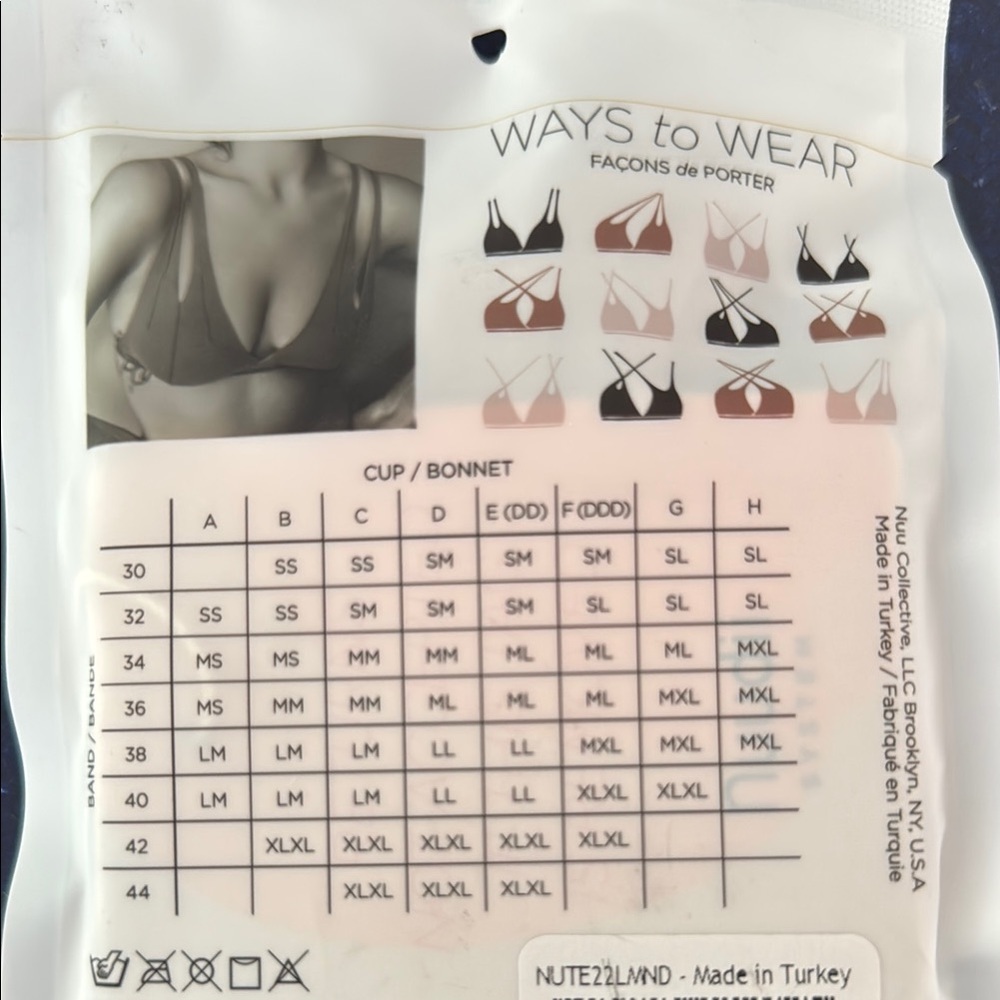 WAYS to WEAR
FAÇONS de PORTER
CUP / BONNET
A B C D E (DD) F (DDD) G H
30 SS SS SM SM SM SL SL
32 SS SS SM SM SM SL SL SL
34 MS MS MM MM ML ML ML MXL
36 MS MM MM ML ML ML MXL MXL
38 LM LM LM LL LL MXL MXL MXL
40 LM LM LM LL LL XLXL XLXL
42 XLXL XLXL XLXL XLXL XLXL
44 XLXL XLXL XLXL
BAND / BANDE
Nuu Collective, LLC Brooklyn, NY, U.S.A
Made in Turkey / Fabriqué en Turquie
NUTE22LMND - Made in Turkey